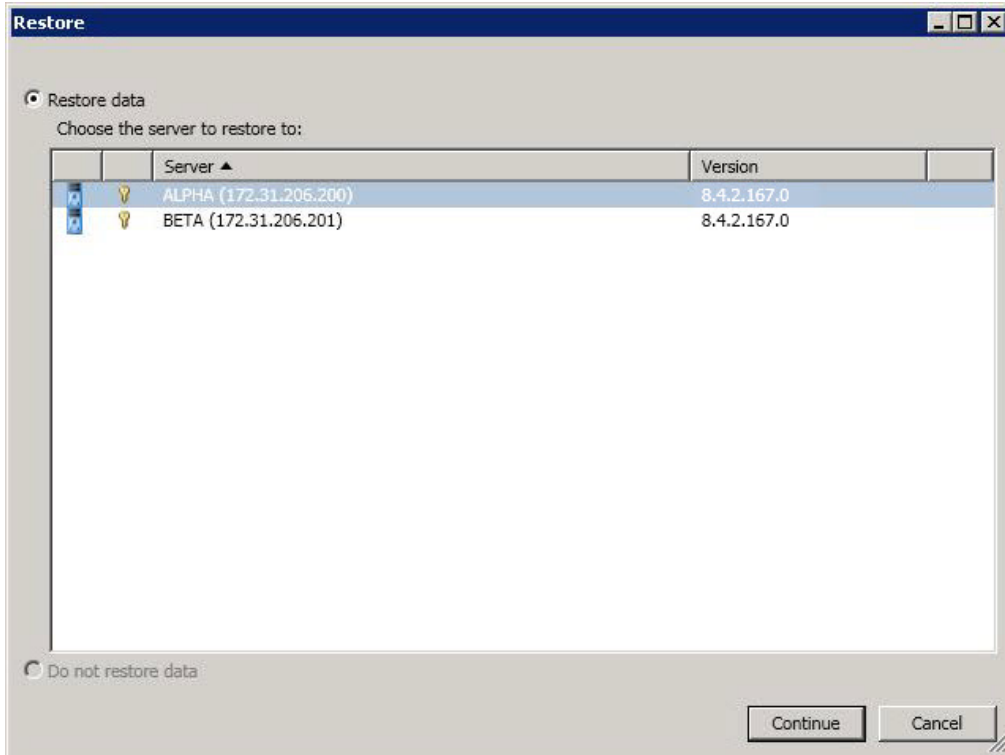 Restore
Restore data
Choose the server to restore to:
Server Version
ALPHA (172.31.206.200) 8.4.2.167.0
BETA (172.31.206.201) 8.4.2.167.0
Do not restore data
Continue Cancel